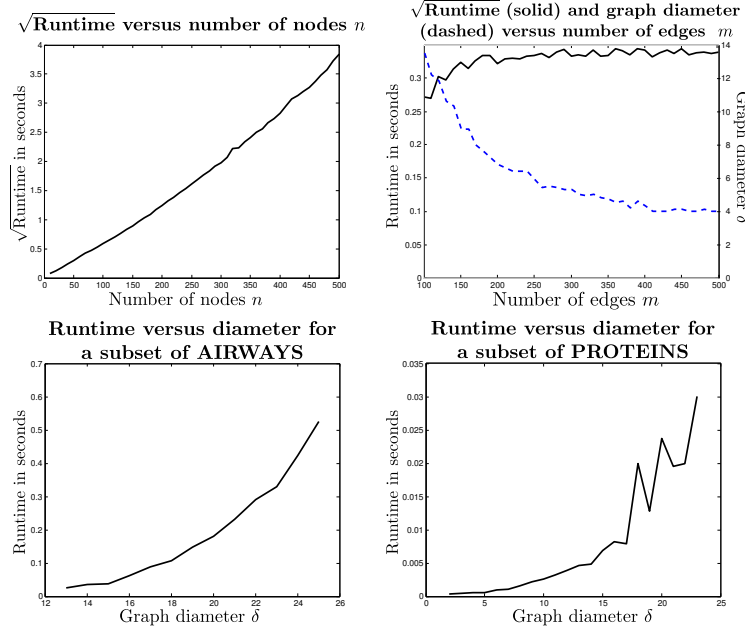 √Runtime versus number of nodes n
4
3.5
3
2.5
2
1.5
1
0.5
0
0 50 100 150 200 250 300 350 400 450 500
√Runtime in seconds
Number of nodes n
√Runtime (solid) and graph diameter
(dashed) versus number of edges m
0.3
0.25
0.2
0.15
0.1
0.05
0
14
12
10
8
6
4
2
0
100 150 200 250 300 350 400 450 500
Runtime in seconds
Graph diameter δ
Number of edges m
Runtime versus diameter for
a subset of AIRWAYS
0.7
0.6
0.5
0.4
0.3
0.2
0.1
0
12 14 16 18 20 22 24 26
Runtime in seconds
Graph diameter δ
Runtime versus diameter for
a subset of PROTEINS
0.035
0.03
0.025
0.02
0.015
0.01
0.005
0
0 5 10 15 20 25
Runtime in seconds
Graph diameter δ